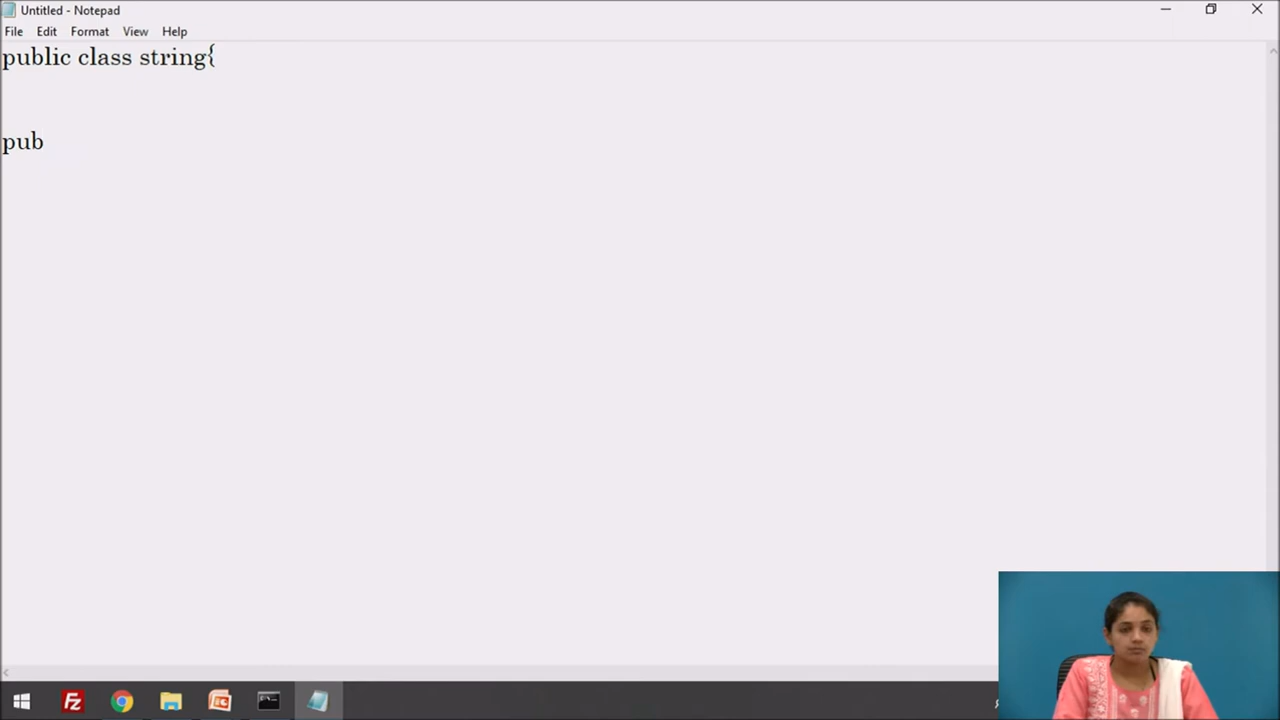 Untitled - Notepad
File Edit Format View Help
public class string{
pub